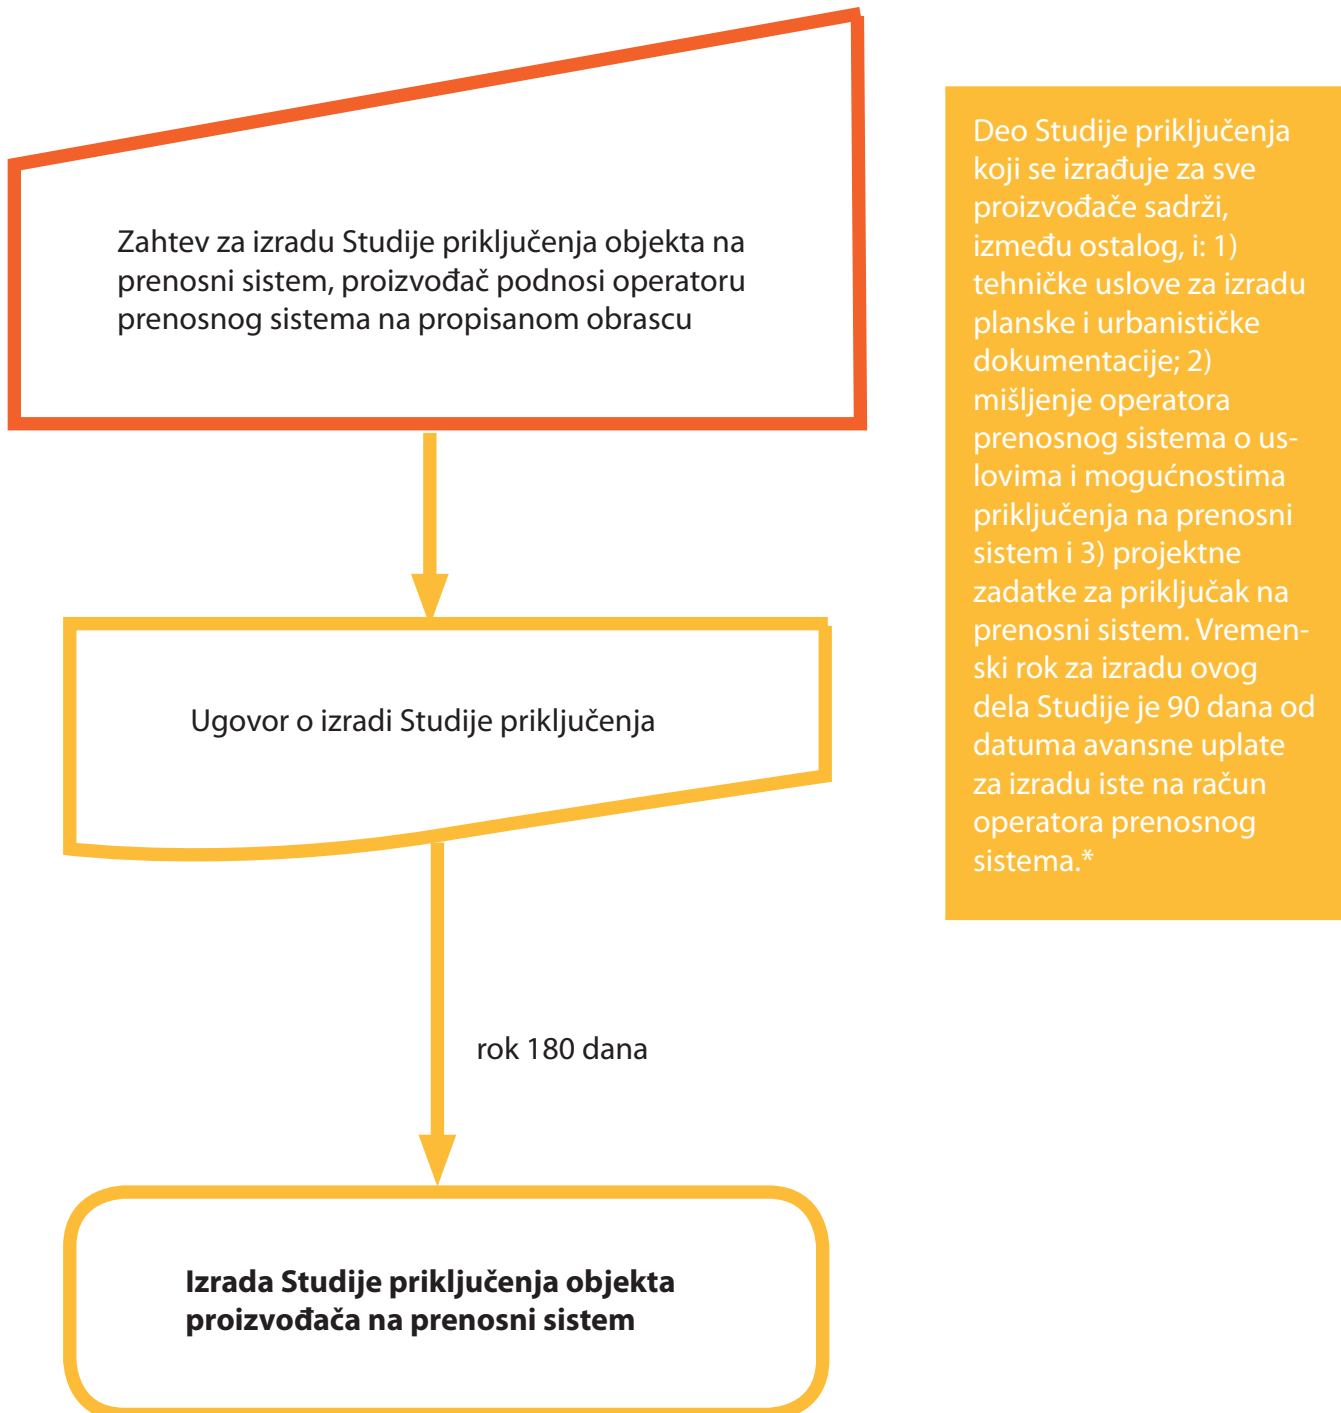 Zahtev za izradu Studije priključenja objekta na
prenosni sistem, proizvođač podnosi operatoru
prenosnog sistema na propisanom obrascu
Ugovor o izradi Studije priključenja
rok 180 dana
Izrada Studije priključenja objekta
proizvođača na prenosni sistem
Deo Studije priključenja
koji se izrađuje za sve
proizvođače sadrži,
između ostalog, i: 1)
tehničke uslove za izradu
planske i urbanističke
dokumentacije; 2)
mišljenje operatora
prenosnog sistema o us-
lovima i mogućnostima
priključenja na prenosni
sistem i 3) projektne
zadatke za priključak na
prenosni sistem. Vremen-
ski rok za izradu ovog
dela Studije je 90 dana od
datuma avansne uplate
za izradu iste na račun
operatora prenosnog
sistema.*